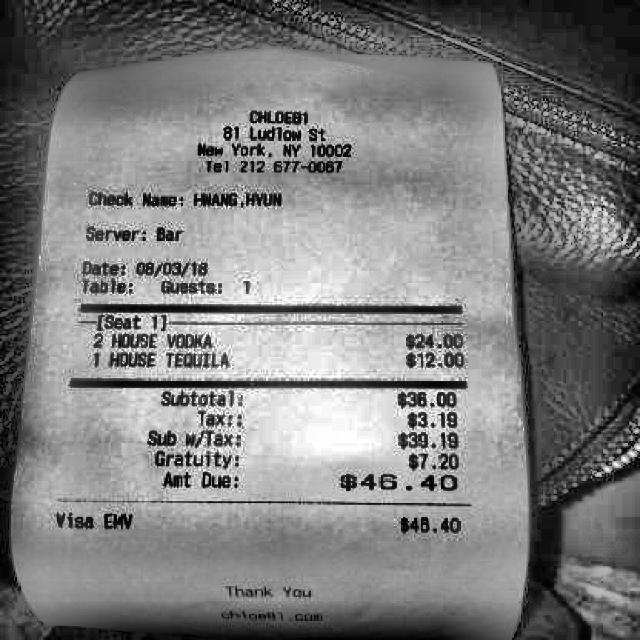 CHLOE81
81 Ludlow St
New York, NY 10002
Tel 212 677-0067
Check Name: HWANG,HYUN
Server: Bar
Date: 08/03/18
Table: Guests: 1
[Seat 1]
2 HOUSE VODKA $24.00
1 HOUSE TEQUILA $12.00
Subtotal: $36.00
Tax:: $3.19
Sub w/Tax: $39.19
Gratuity: $7.20
Amt Due: $46.40
Visa EMV $46.40
Thank You
chloe81.com